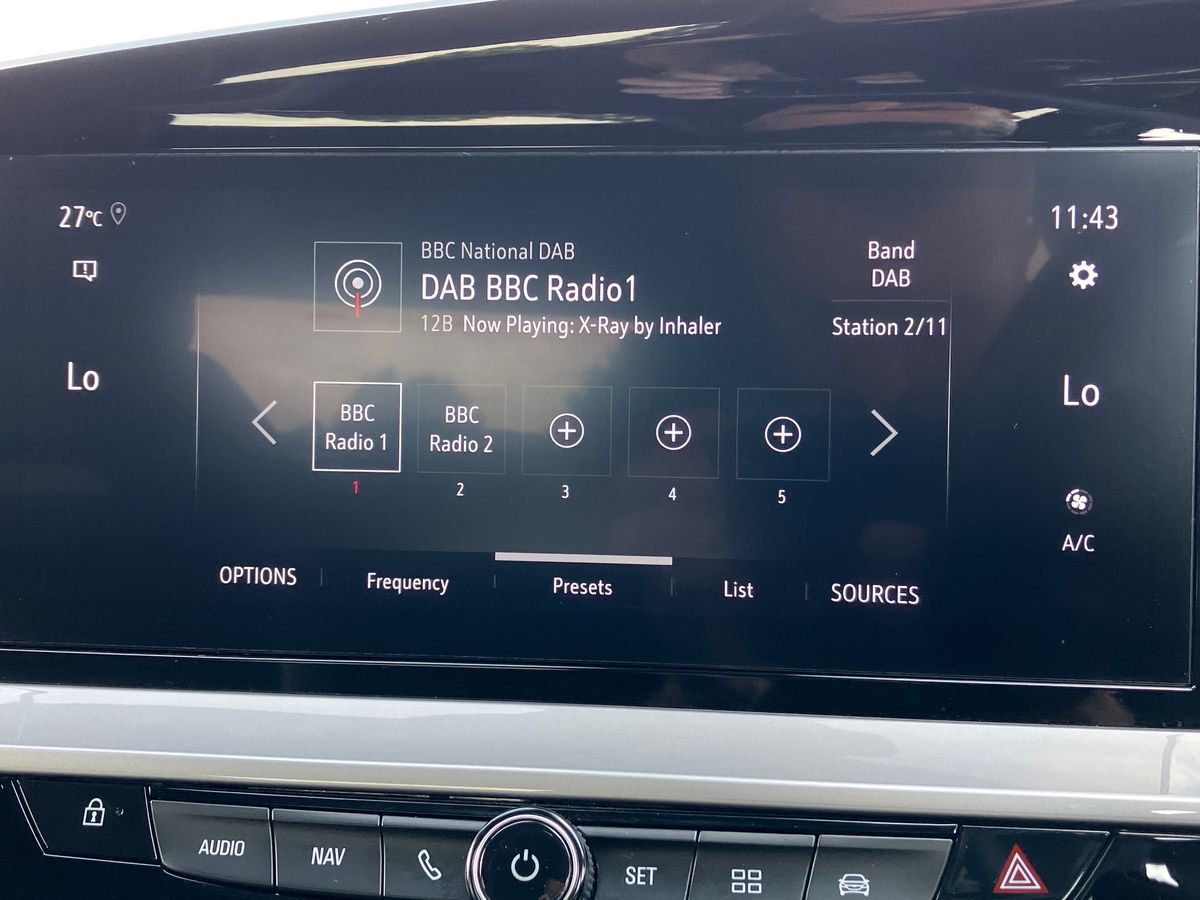 27°C
11:43
BBC National DAB
DAB BBC Radio1
12B Now Playing: X-Ray by Inhaler
Band
DAB
Station 2/11
Lo
Lo
BBC
Radio 1
BBC
Radio 2
1
2
3
4
5
A/C
OPTIONS
Frequency
Presets
List
SOURCES
AUDIO
NAV
SET